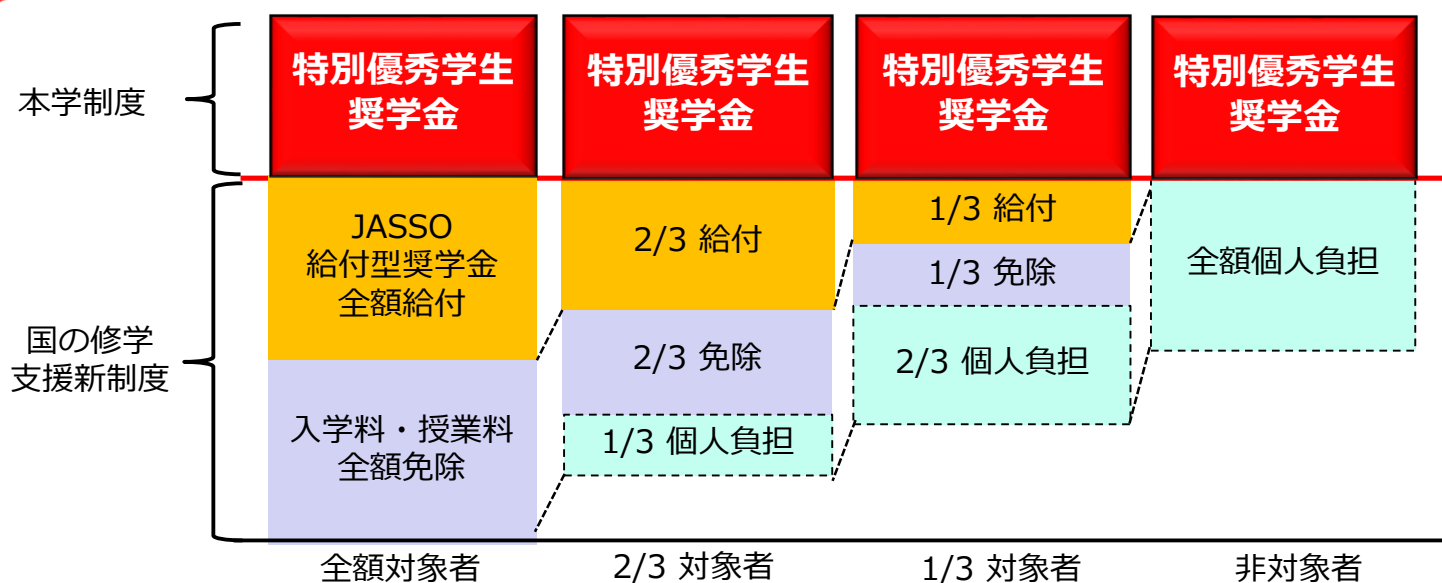 本学制度
特別優秀学生
奨学金
特別優秀学生
奨学金
特別優秀学生
奨学金
特別優秀学生
奨学金
国の修学
支援新制度
JASSO
給付型奨学金
全額給付
入学料・授業料
全額免除
2/3 給付
2/3 免除
1/3 個人負担
1/3 給付
1/3 免除
2/3 個人負担
全額個人負担
全額対象者
2/3 対象者
1/3 対象者
非対象者